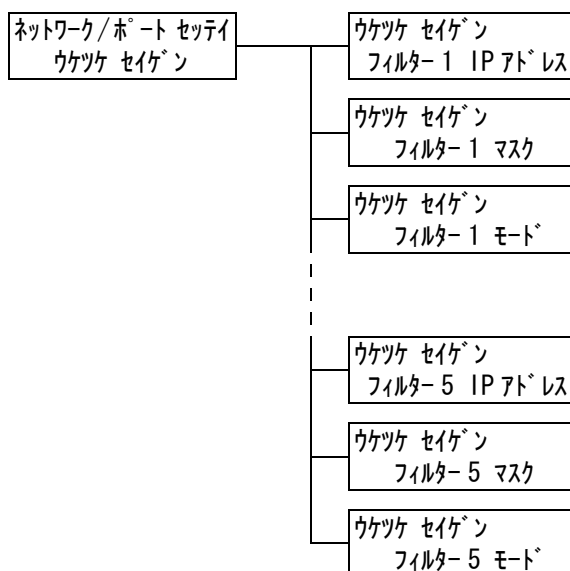 ネットワーク/ポート セッテイ
ウケツケ セイゲン
ウケツケ セイゲン
フィルター1 IPアドレス
ウケツケ セイゲン
フィルター1 マスク
ウケツケ セイゲン
フィルター1 モード
ウケツケ セイゲン
フィルター5 IPアドレス
ウケツケ セイゲン
フィルター5 マスク
ウケツケ セイゲン
フィルター5 モード